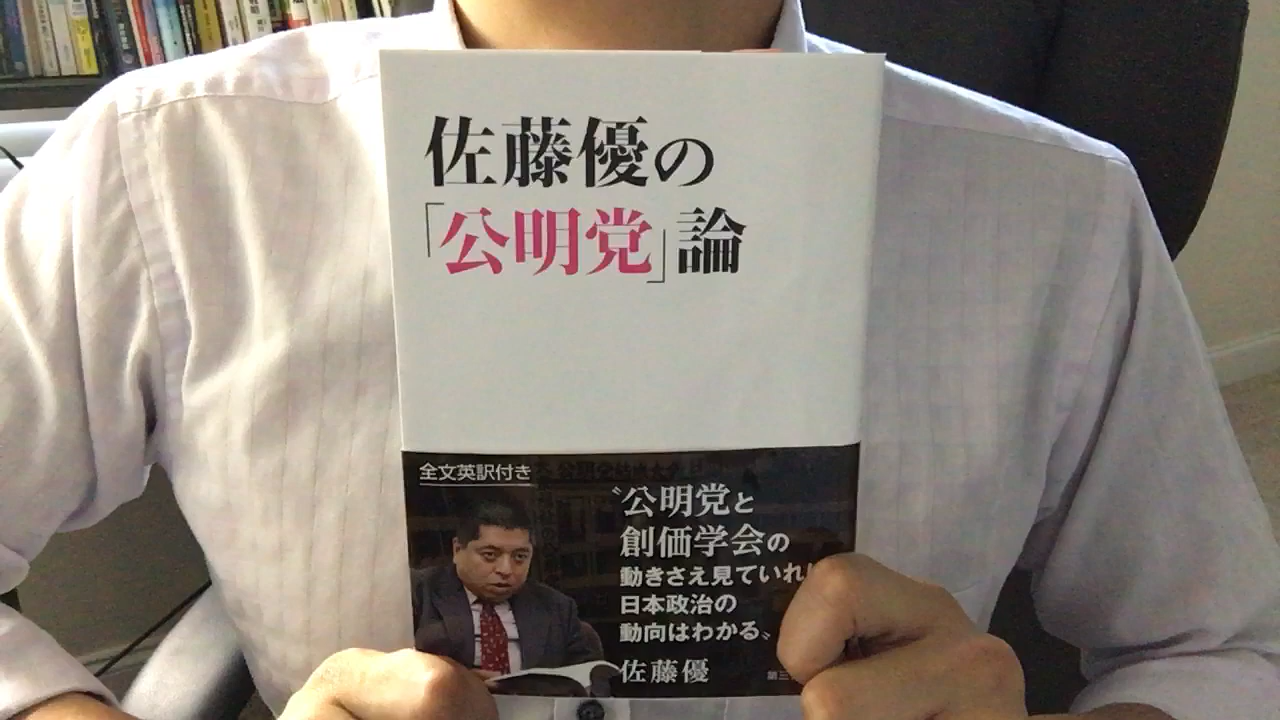 佐藤優の
「公明党」論
全文英訳付き
〝公明党と
創価学会の
動きさえ見ていれ
日本政治の
動向はわかる〟
佐藤優
第三